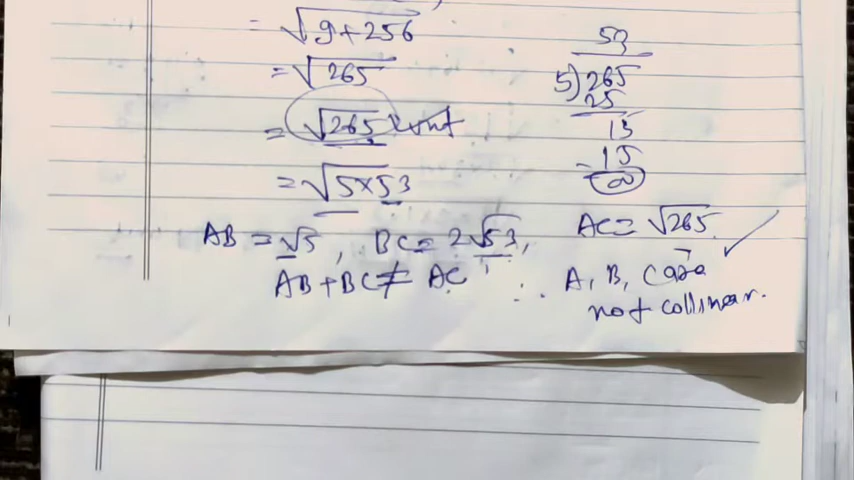 = √9+256
= √265
= √265 unit
= √5×53
53
5)265
25
15
-15
00
AB = √5, BC = 2√53, AC = √265
AB+BC ≠ AC ∴ A, B, C are
not collinear.